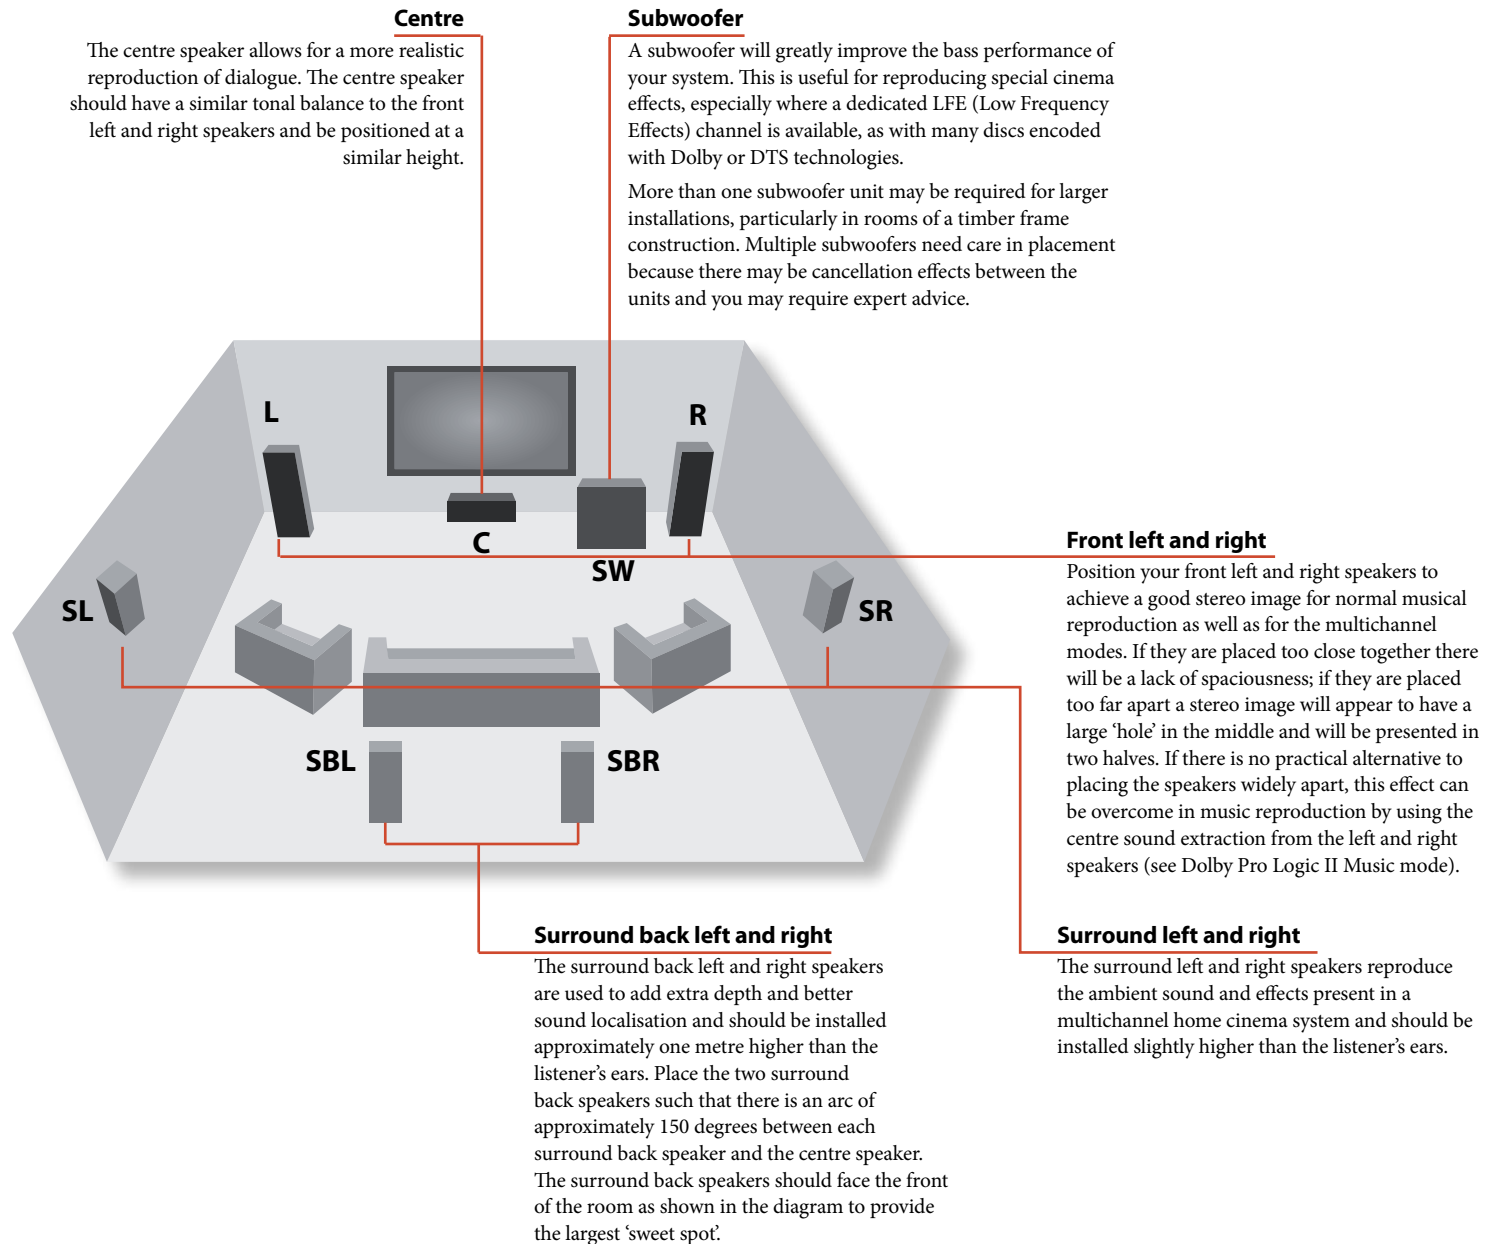 Centre
The centre speaker allows for a more realistic
reproduction of dialogue. The centre speaker
should have a similar tonal balance to the front
left and right speakers and be positioned at a
similar height.
Subwoofer
A subwoofer will greatly improve the bass performance of
your system. This is useful for reproducing special cinema
effects, especially where a dedicated LFE (Low Frequency
Effects) channel is available, as with many discs encoded
with Dolby or DTS technologies.
More than one subwoofer unit may be required for larger
installations, particularly in rooms of a timber frame
construction. Multiple subwoofers need care in placement
because there may be cancellation effects between the
units and you may require expert advice.
L
R
C
SW
SL
SR
SBL
SBR
Front left and right
Position your front left and right speakers to
achieve a good stereo image for normal musical
reproduction as well as for the multichannel
modes. If they are placed too close together there
will be a lack of spaciousness; if they are placed
too far apart a stereo image will appear to have a
large ‘hole’ in the middle and will be presented in
two halves. If there is no practical alternative to
placing the speakers widely apart, this effect can
be overcome in music reproduction by using the
centre sound extraction from the left and right
speakers (see Dolby Pro Logic II Music mode).
Surround back left and right
The surround back left and right speakers
are used to add extra depth and better
sound localisation and should be installed
approximately one metre higher than the
listener’s ears. Place the two surround
back speakers such that there is an arc of
approximately 150 degrees between each
surround back speaker and the centre speaker.
The surround back speakers should face the front
of the room as shown in the diagram to provide
the largest ‘sweet spot’.
Surround left and right
The surround left and right speakers reproduce
the ambient sound and effects present in a
multichannel home cinema system and should be
installed slightly higher than the listener’s ears.